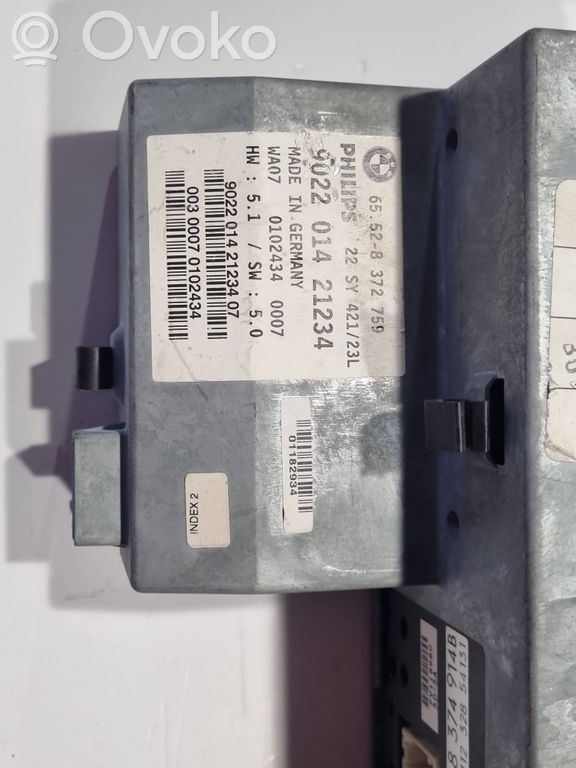 Ovoko
65.52-8 372 759
PHILIPS 22 SY 421/23L
9022 014 21234
MADE IN GERMANY
WA07 0102434 0007
HW : 5.1 / SW : 5.0
9022 014 21234 07
003 0007 0102434
01182934
INDEX 2
8 374 914B